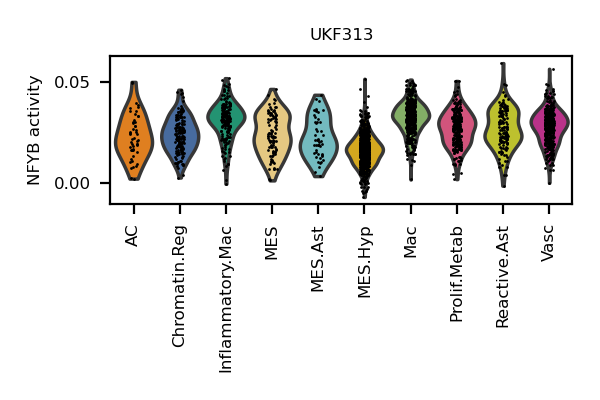 UKF313
NFYB activity
0.05
0.00
AC
Chromatin.Reg
Inflammatory.Mac
MES
MES.Ast
MES.Hyp
Mac
Prolif.Metab
Reactive.Ast
Vasc